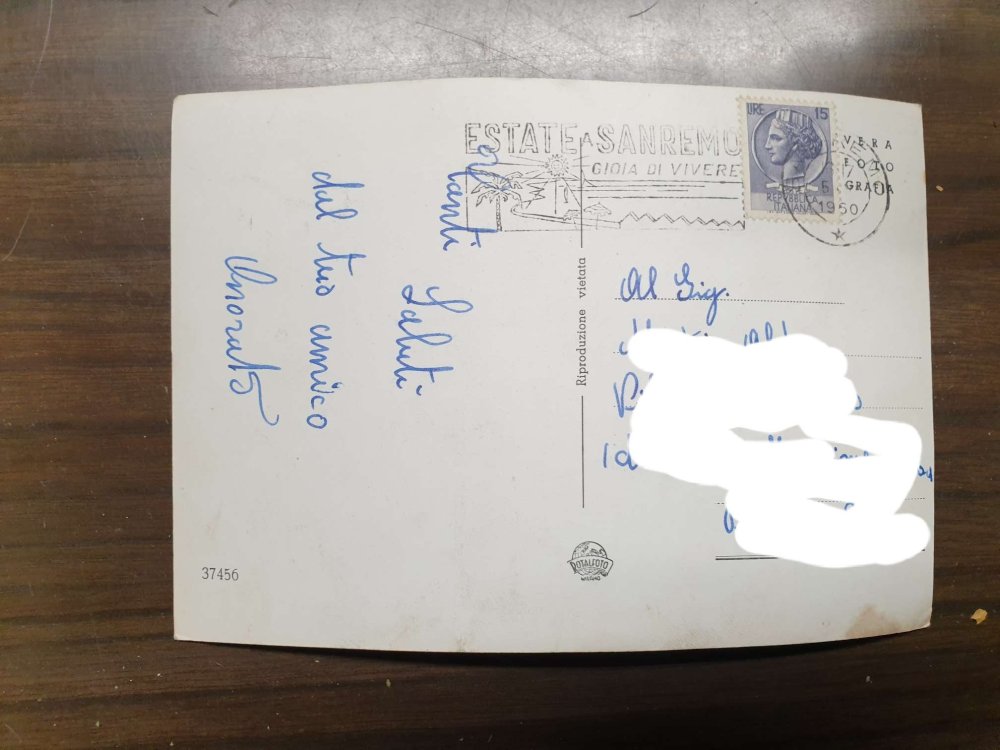 ESTATE A SANREMO
GIOIA DI VIVERE
LIRE 15
REPUBBLICA
ITALIANA
5
1960
VERA
FOTO
GRAFIA
tanti
Saluti
dal tuo amico
Onorato
Riproduzione vietata
Al Sig.
ROTALFOTO
MILANO
37456